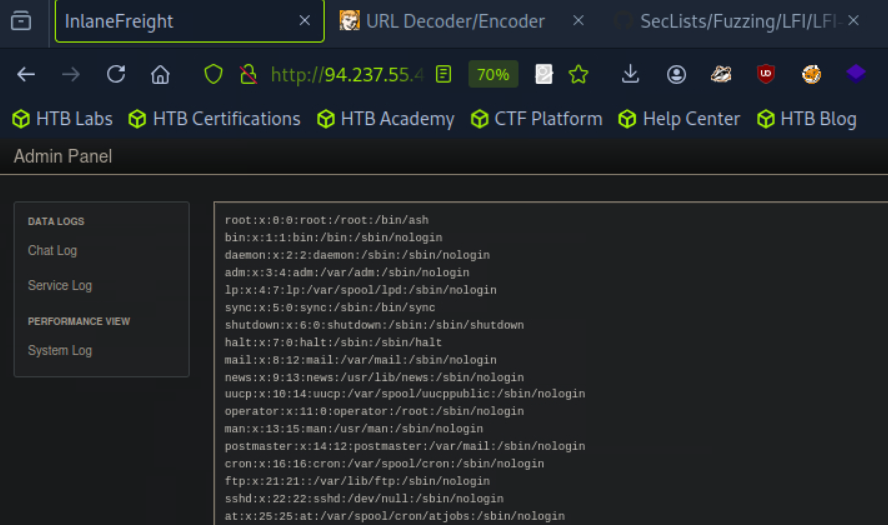 InlaneFreight
URL Decoder/Encoder
SecLists/Fuzzing/LFI/LFI-
http://94.237.55.4
70%
HTB Labs
HTB Certifications
HTB Academy
CTF Platform
Help Center
HTB Blog
Admin Panel
DATA LOGS
Chat Log
Service Log
PERFORMANCE VIEW
System Log
root:x:0:0:root:/root:/bin/ash
bin:x:1:1:bin:/bin:/sbin/nologin
daemon:x:2:2:daemon:/sbin:/sbin/nologin
adm:x:3:4:adm:/var/adm:/sbin/nologin
lp:x:4:7:lp:/var/spool/lpd:/sbin/nologin
sync:x:5:0:sync:/sbin:/bin/sync
shutdown:x:6:0:shutdown:/sbin:/sbin/shutdown
halt:x:7:0:halt:/sbin:/sbin/halt
mail:x:8:12:mail:/var/mail:/sbin/nologin
news:x:9:13:news:/usr/lib/news:/sbin/nologin
uucp:x:10:14:uucp:/var/spool/uucppublic:/sbin/nologin
operator:x:11:0:operator:/root:/sbin/nologin
man:x:13:15:man:/usr/man:/sbin/nologin
postmaster:x:14:12:postmaster:/var/mail:/sbin/nologin
cron:x:16:16:cron:/var/spool/cron:/sbin/nologin
ftp:x:21:21::/var/lib/ftp:/sbin/nologin
sshd:x:22:22:sshd:/dev/null:/sbin/nologin
at:x:25:25:at:/var/spool/cron/atjobs:/sbin/nologin